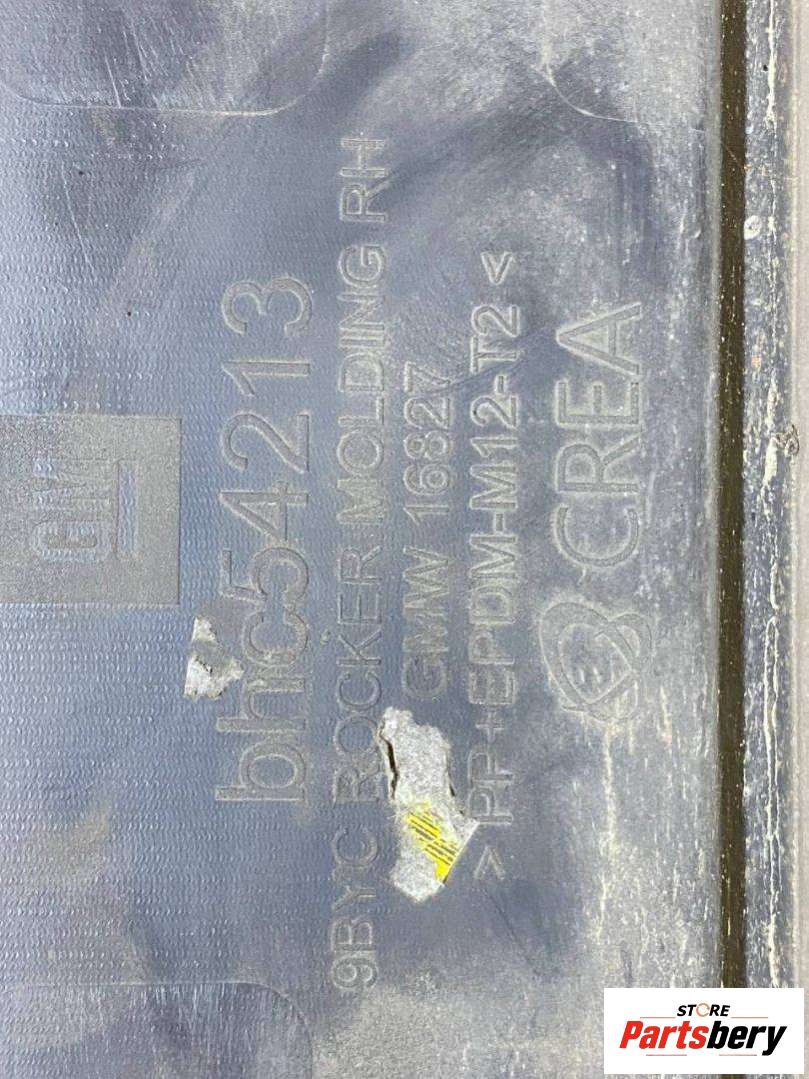 GM
bhc54213
9BYC ROCKER MOLDING RH
GMW 16827
>PP+EPDM-M12-T2<
CREA
STORE
Partsbery